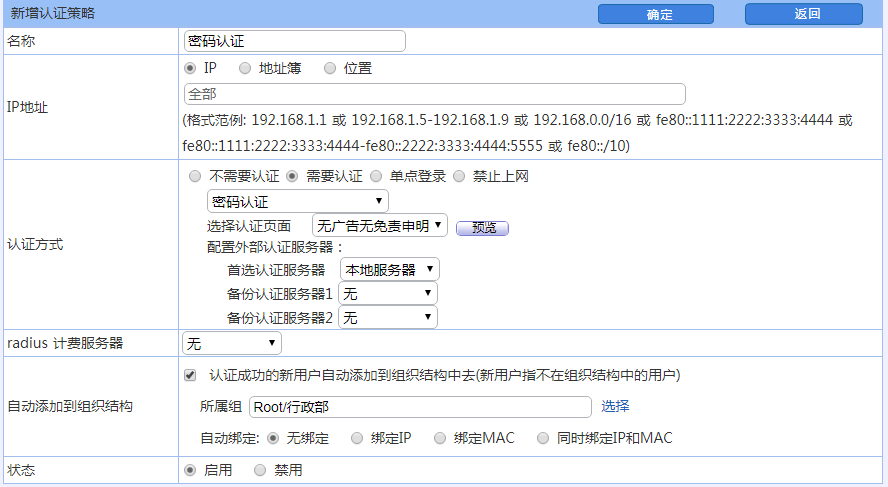 新增认证策略 确定 返回
名称 密码认证
IP地址 IP 地址簿 位置
全部
(格式范例: 192.168.1.1 或 192.168.1.5-192.168.1.9 或 192.168.0.0/16 或 fe80::1111:2222:3333:4444 或
fe80::1111:2222:3333:4444-fe80::2222:3333:4444:5555 或 fe80::/10)
认证方式 不需要认证 需要认证 单点登录 禁止上网
密码认证
选择认证页面 无广告无免责申明 预览
配置外部认证服务器：
首选认证服务器 本地服务器
备份认证服务器1 无
备份认证服务器2 无
radius 计费服务器 无
自动添加到组织结构 认证成功的新用户自动添加到组织结构中去(新用户指不在组织结构中的用户)
所属组 Root/行政部 选择
自动绑定: 无绑定 绑定IP 绑定MAC 同时绑定IP和MAC
状态 启用 禁用